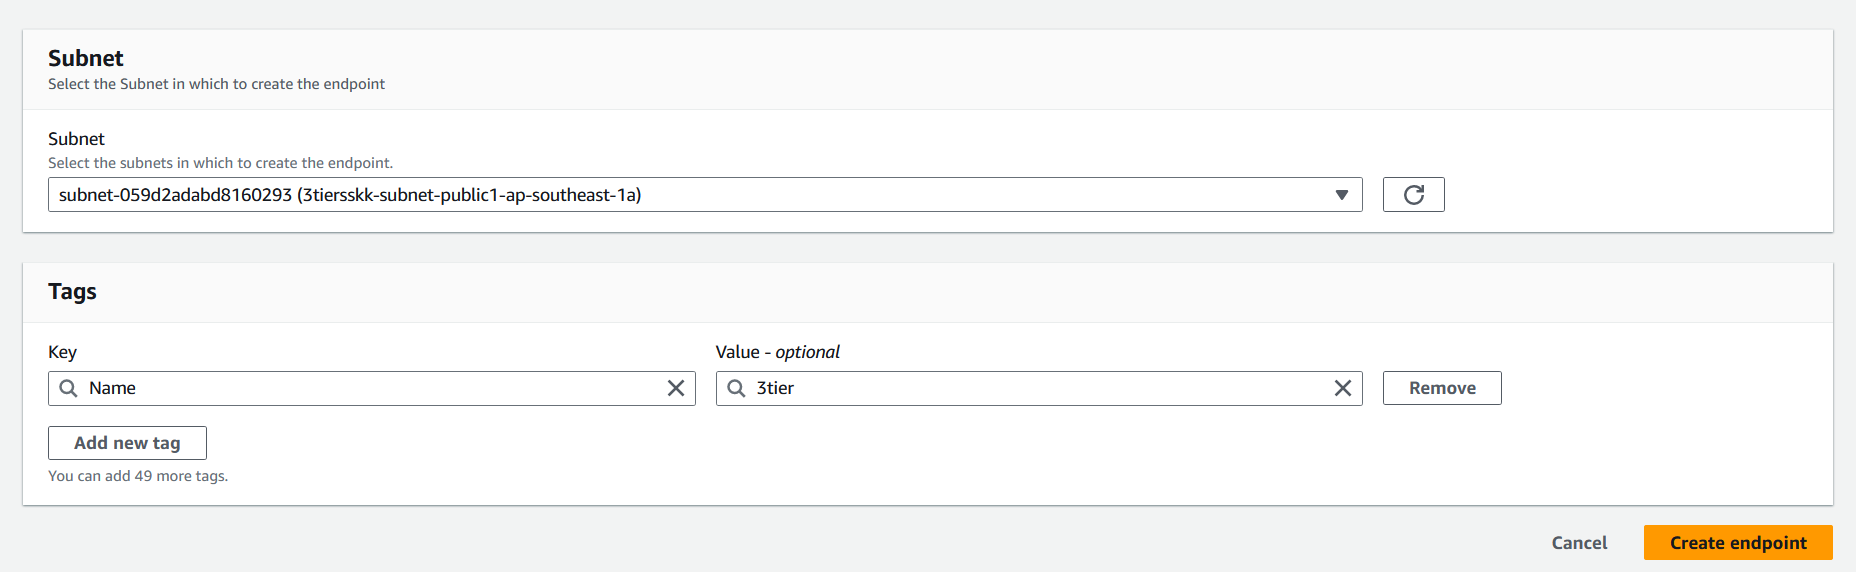 Subnet
Select the Subnet in which to create the endpoint
Subnet
Select the subnets in which to create the endpoint.
subnet-059d2adabd8160293 (3tiersskk-subnet-public1-ap-southeast-1a)
Tags
Key
Value - optional
Name
3tier
Remove
Add new tag
You can add 49 more tags.
Cancel
Create endpoint